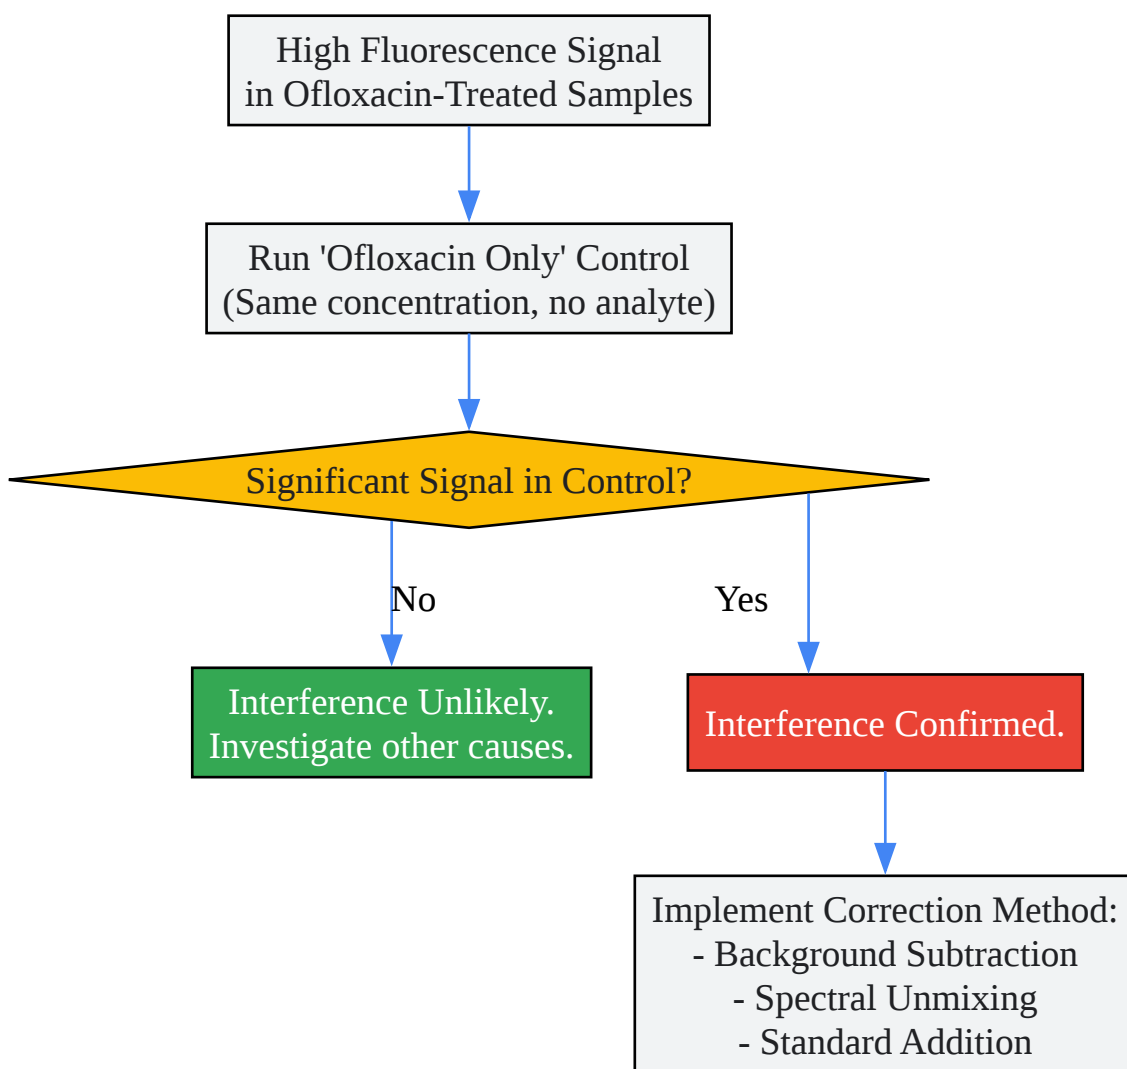 High Fluorescence Signal
in Ofloxacin-Treated Samples
Run 'Ofloxacin Only' Control
(Same concentration, no analyte)
Significant Signal in Control?
No
Yes
Interference Unlikely.
Investigate other causes.
Interference Confirmed.
Implement Correction Method:
- Background Subtraction
- Spectral Unmixing
- Standard Addition